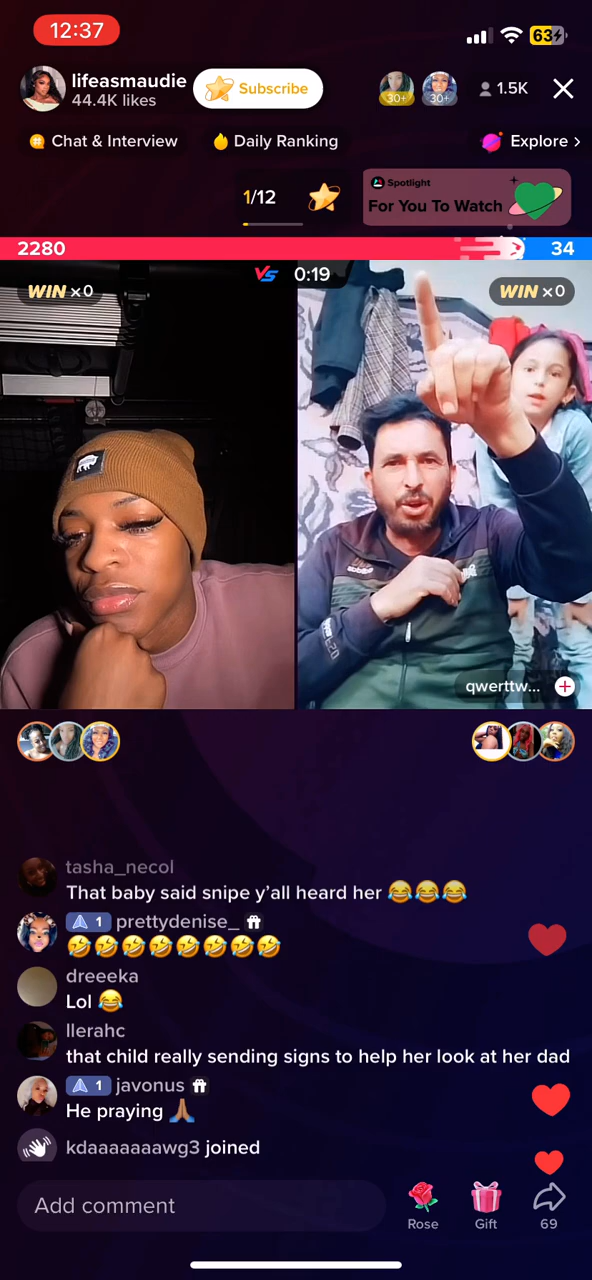 12:37
63
lifeasmaudie
44.4K likes
Subscribe
30+
30+
1.5K
Chat & Interview
Daily Ranking
Explore >
1/12
Spotlight
For You To Watch
2280
34
WIN x0
VS 0:19
WIN x0
qwerttw...
tasha_necol
That baby said snipe y’all heard her 😂😂😂
1 prettydenise_
🤣🤣🤣🤣🤣🤣🤣🤣
dreeeka
Lol 😂
llerahc
that child really sending signs to help her look at her dad
1 javonus
He praying 🙏🏽
kdaaaaaaawg3 joined
Add comment
Rose
Gift
69